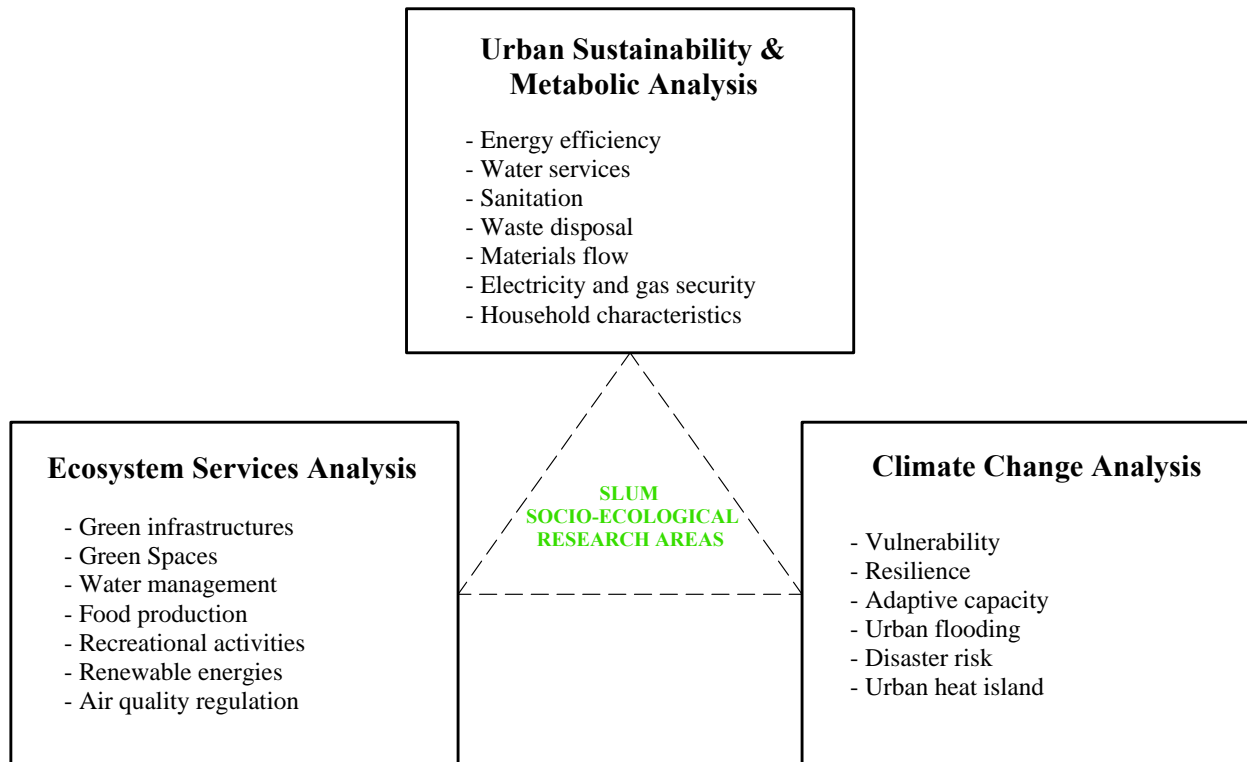 Urban Sustainability &
Metabolic Analysis
- Energy efficiency
- Water services
- Sanitation
- Waste disposal
- Materials flow
- Electricity and gas security
- Household characteristics
Ecosystem Services Analysis
- Green infrastructures
- Green Spaces
- Water management
- Food production
- Recreational activities
- Renewable energies
- Air quality regulation
SLUM
SOCIO-ECOLOGICAL
RESEARCH AREAS
Climate Change Analysis
- Vulnerability
- Resilience
- Adaptive capacity
- Urban flooding
- Disaster risk
- Urban heat island